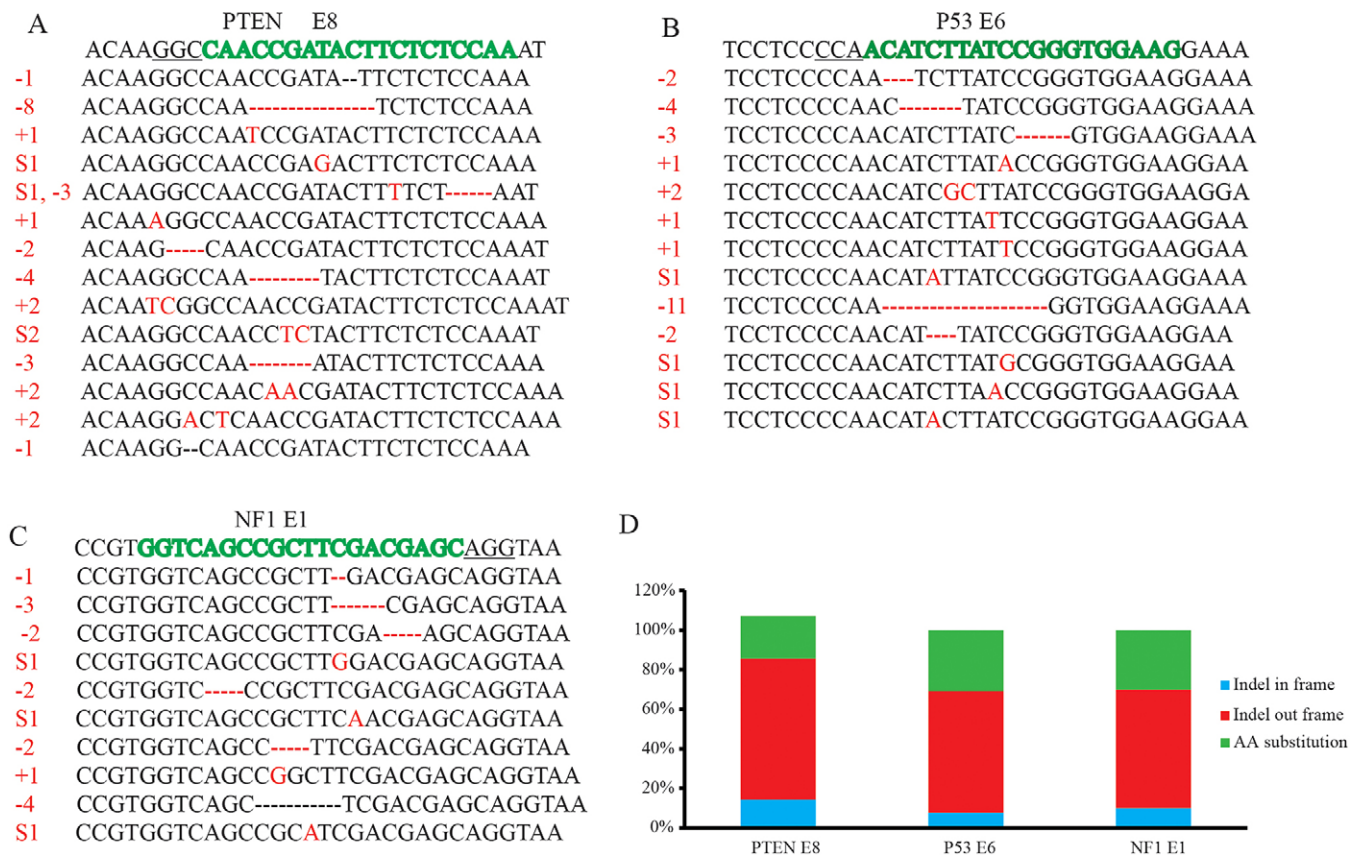 A
PTEN E8
ACAAGGCCAACCGATACTTCTCTCCAAAT
-1 ACAAGGCCAACCGATA--TTCTCTCCAAA
-8 ACAAGGCCAA----------------TCTCTCCAAA
+1 ACAAGGCCAATCCGATACTTCTCTCCAAA
S1 ACAAGGCCAACCGAGACTTCTCTCCAAA
S1, -3 ACAAGGCCAACCGATACTTTTCT------AAT
+1 ACAAAGGCCAACCGATACTTCTCTCCAAA
-2 ACAAG-----CAACCGATACTTCTCTCCAAAT
-4 ACAAGGCCAA---------TACTTCTCTCCAAAT
+2 ACAATCGGCCAACCGATACTTCTCTCCAAAT
S2 ACAAGGCCAACCTCTACTTCTCTCCAAAT
-3 ACAAGGCCAA--------ATACTTCTCTCCAAA
+2 ACAAGGCCAACAACGATACTTCTCTCCAAA
+2 ACAAGGACTCAACCGATACTTCTCTCCAAA
-1 ACAAGG--CAACCGATACTTCTCTCCAAA
B
P53 E6
TCCTCCCCAACATCTTATCCGGGTGGAAGGAAA
-2 TCCTCCCCAA----TCTTATCCGGGTGGAAGGAAA
-4 TCCTCCCCAAC--------TATCCGGGTGGAAGGAAA
-3 TCCTCCCCAACATCTTATC-------GTGGAAGGAAA
+1 TCCTCCCCAACATCTTATACCGGGTGGAAGGAA
+2 TCCTCCCCAACATCGCTTATCCGGGTGGAAGGA
+1 TCCTCCCCAACATCTTATTCCGGGTGGAAGGAA
+1 TCCTCCCCAACATCTTATTCCGGGTGGAAGGAA
S1 TCCTCCCCAACATATTATCCGGGTGGAAGGAAA
-11 TCCTCCCCAA---------------------GGTGGAAGGAAA
-2 TCCTCCCCAACAT----TATCCGGGTGGAAGGAA
S1 TCCTCCCCAACATCTTATGCGGGTGGAAGGAA
S1 TCCTCCCCAACATCTTAACCGGGTGGAAGGAA
S1 TCCTCCCCAACATACTTATCCGGGTGGAAGGAA
C
NF1 E1
CCGTGGTCAGCCGCTTCGACGAGCAGGTAA
-1 CCGTGGTCAGCCGCTT--GACGAGCAGGTAA
-3 CCGTGGTCAGCCGCTT-------CGAGCAGGTAA
-2 CCGTGGTCAGCCGCTTCGA-----AGCAGGTAA
S1 CCGTGGTCAGCCGCTTGGACGAGCAGGTAA
-2 CCGTGGTC-----CCGCTTCGACGAGCAGGTAA
S1 CCGTGGTCAGCCGCTTCAACGAGCAGGTAA
-2 CCGTGGTCAGCC-----TTCGACGAGCAGGTAA
+1 CCGTGGTCAGCCGGCTTCGACGAGCAGGTAA
-4 CCGTGGTCAGC-----------TCGACGAGCAGGTAA
S1 CCGTGGTCAGCCGCATCGACGAGCAGGTAA
D
120%
100%
80%
60%
40%
20%
0%
PTEN E8
P53 E6
NF1 E1
Indel in frame
Indel out frame
AA substitution